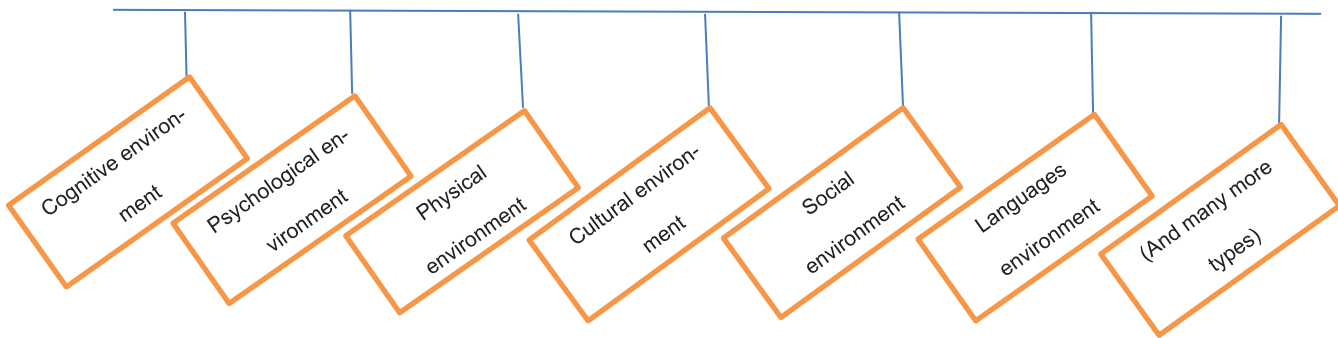 Cognitive environ-
ment
Psychological en-
vironment
Physical
environment
Cultural environ-
ment
Social
environment
Languages
environment
(And many more
types)